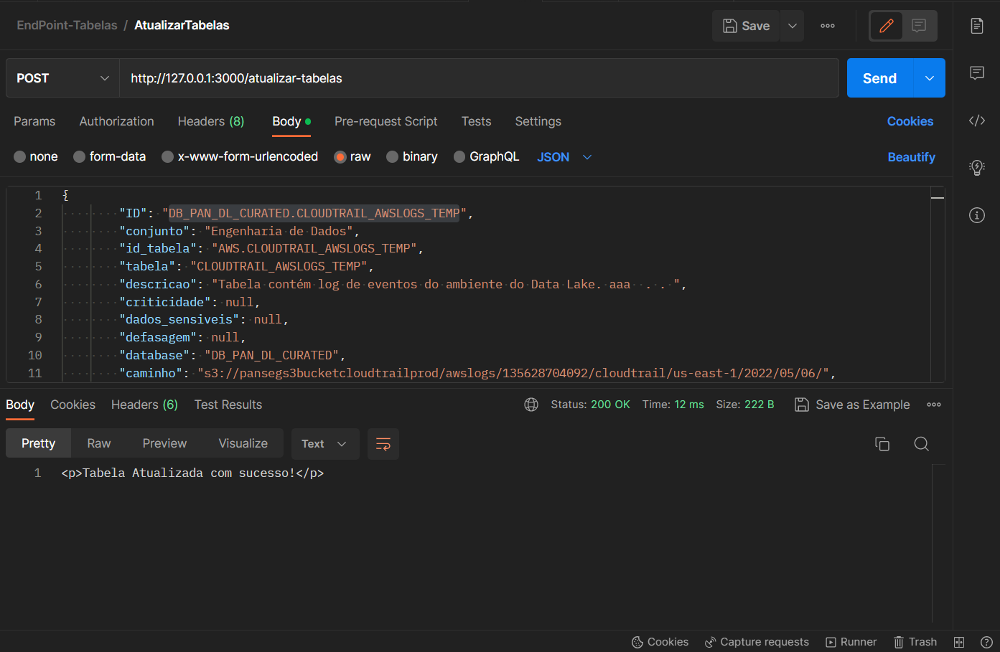 EndPoint-Tabelas / AtualizarTabelas
Save
POST
http://127.0.0.1:3000/atualizar-tabelas
Send
Params Authorization Headers (8) Body Pre-request Script Tests Settings Cookies
none form-data x-www-form-urlencoded raw binary GraphQL JSON Beautify
1 {
2 "ID": "DB_PAN_DL_CURATED.CLOUDTRAIL_AWSLOGS_TEMP",
3 "conjunto": "Engenharia de Dados",
4 "id_tabela": "AWS.CLOUDTRAIL_AWSLOGS_TEMP",
5 "tabela": "CLOUDTRAIL_AWSLOGS_TEMP",
6 "descricao": "Tabela contém log de eventos do ambiente do Data Lake. aaa  . . ",
7 "criticidade": null,
8 "dados_sensiveis": null,
9 "defasagem": null,
10 "database": "DB_PAN_DL_CURATED",
11 "caminho": "s3://pansegs3bucketcloudtrailprod/awslogs/135628704092/cloudtrail/us-east-1/2022/05/06/",
Body Cookies Headers (6) Test Results Status: 200 OK Time: 12 ms Size: 222 B Save as Example
Pretty Raw Preview Visualize Text
1 <p>Tabela Atualizada com sucesso!</p>
Cookies Capture requests Runner Trash